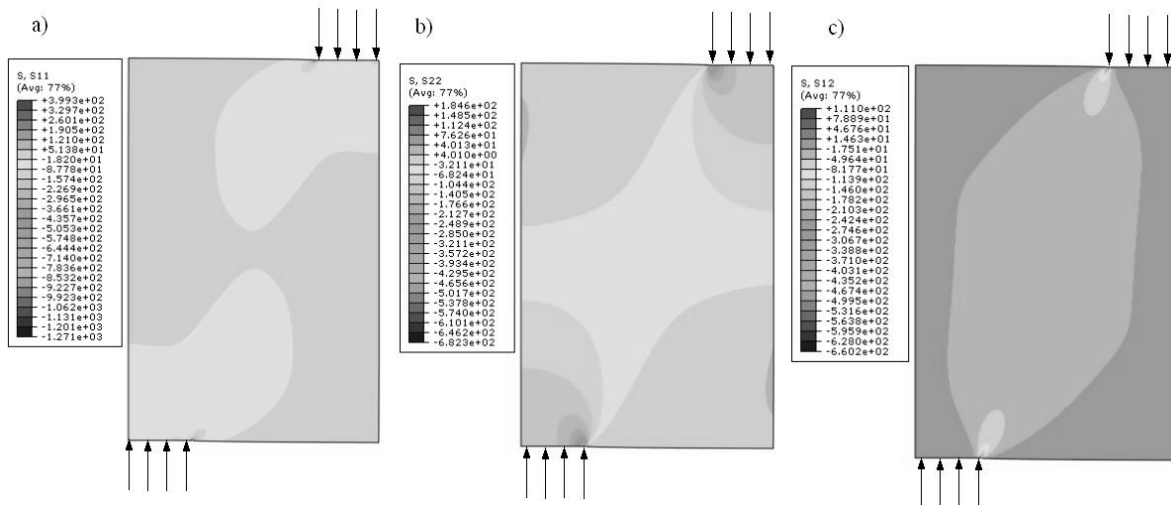 a)
S, S11
(Avg: 77%)
+3.993e+02
+3.297e+02
+2.601e+02
+1.905e+02
+1.210e+02
+5.138e+01
-1.820e+01
-8.778e+01
-1.574e+02
-2.269e+02
-2.965e+02
-3.661e+02
-4.357e+02
-5.053e+02
-5.748e+02
-6.444e+02
-7.140e+02
-7.836e+02
-8.532e+02
-9.227e+02
-9.923e+02
-1.062e+03
-1.131e+03
-1.201e+03
-1.271e+03
b)
S, S22
(Avg: 77%)
+1.846e+02
+1.485e+02
+1.124e+02
+7.626e+01
+4.013e+01
+4.010e+00
-3.211e+01
-6.824e+01
-1.044e+02
-1.405e+02
-1.766e+02
-2.127e+02
-2.489e+02
-2.850e+02
-3.211e+02
-3.572e+02
-3.934e+02
-4.295e+02
-4.656e+02
-5.017e+02
-5.378e+02
-5.740e+02
-6.101e+02
-6.462e+02
-6.823e+02
c)
S, S12
(Avg: 77%)
+1.110e+02
+7.889e+01
+4.676e+01
+1.463e+01
-1.751e+01
-4.964e+01
-8.177e+01
-1.139e+02
-1.460e+02
-1.782e+02
-2.103e+02
-2.424e+02
-2.746e+02
-3.067e+02
-3.388e+02
-3.710e+02
-4.031e+02
-4.352e+02
-4.674e+02
-4.995e+02
-5.316e+02
-5.638e+02
-5.959e+02
-6.280e+02
-6.602e+02